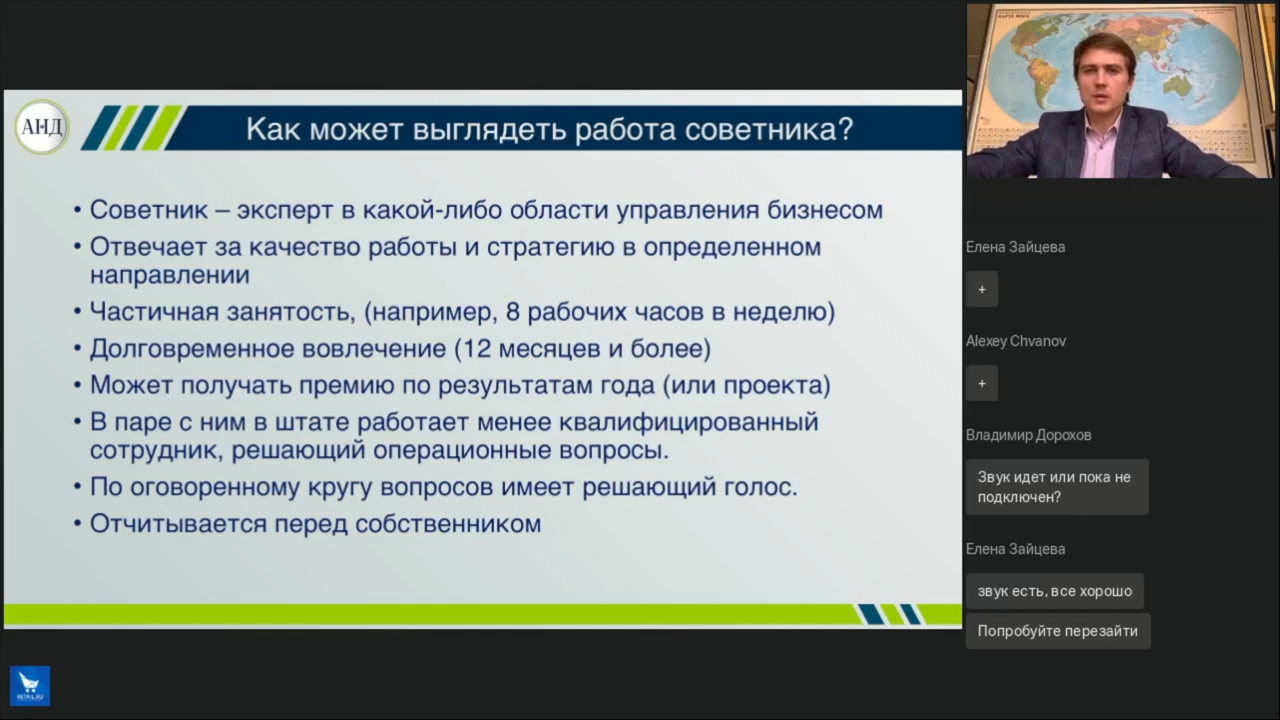 АНД
Как может выглядеть работа советника?
• Советник – эксперт в какой-либо области управления бизнесом
• Отвечает за качество работы и стратегию в определенном
направлении
• Частичная занятость, (например, 8 рабочих часов в неделю)
• Долговременное вовлечение (12 месяцев и более)
• Может получать премию по результатам года (или проекта)
• В паре с ним в штате работает менее квалифицированный
сотрудник, решающий операционные вопросы.
• По оговоренному кругу вопросов имеет решающий голос.
• Отчитывается перед собственником
RETAIL.RU
Елена Зайцева
+
Alexey Chvanov
+
Владимир Дорохов
Звук идет или пока не
подключен?
Елена Зайцева
звук есть, все хорошо
Попробуйте перезайти